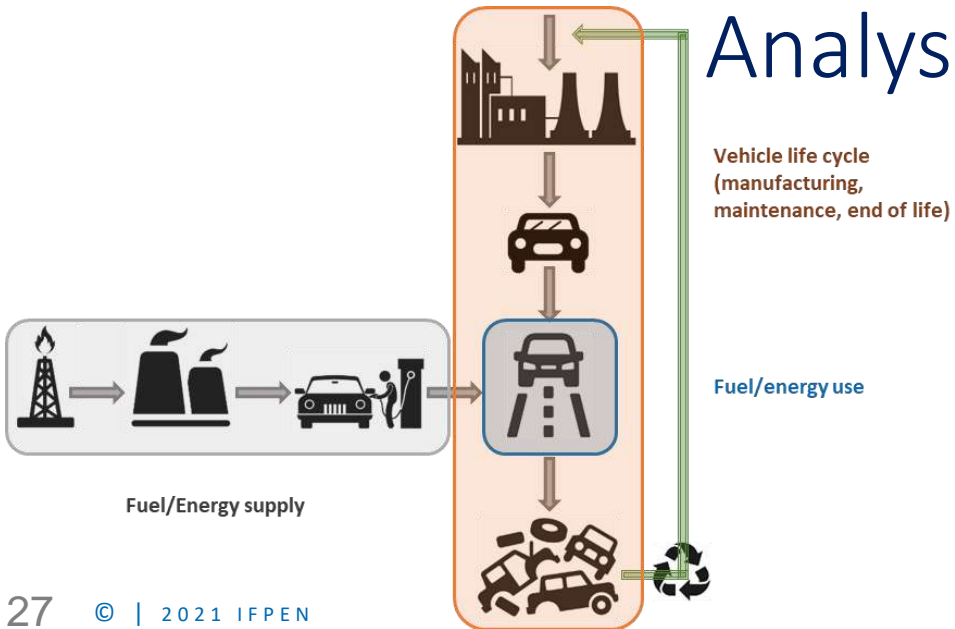 Analys
Vehicle life cycle
(manufacturing,
maintenance, end of life)
Fuel/energy use
Fuel/Energy supply
27 © | 2021 IFPEN